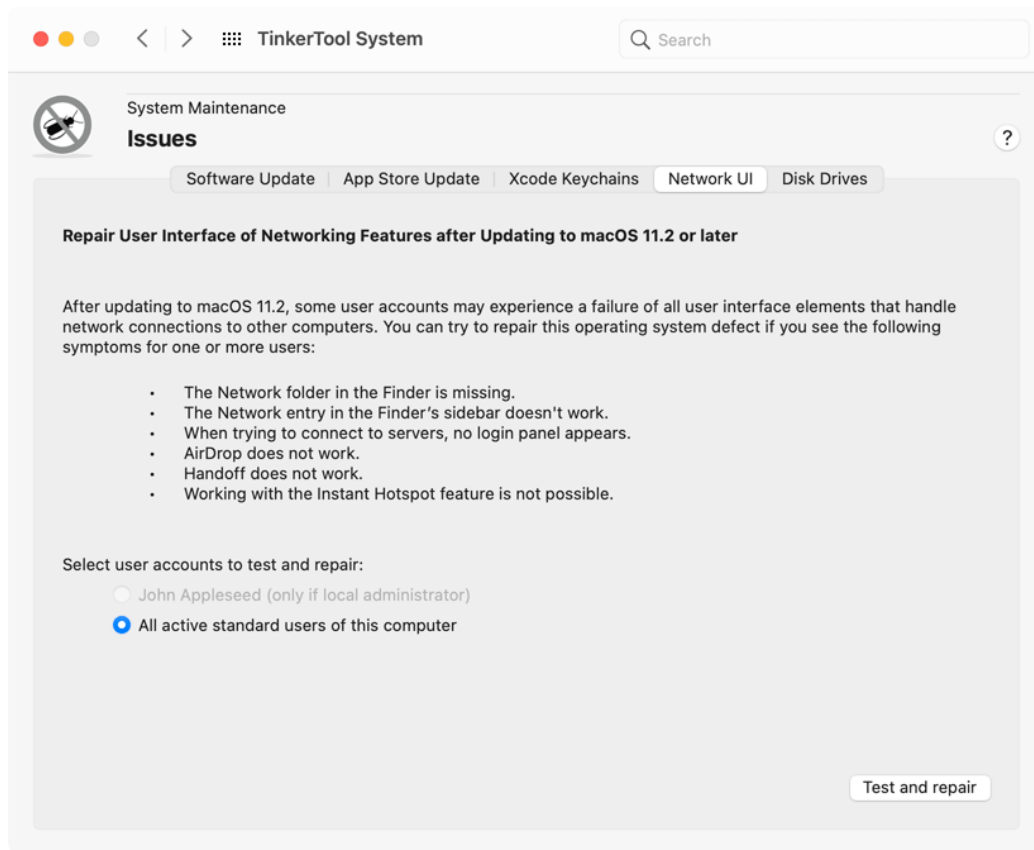 TinkerTool System
Search
System Maintenance
Issues
?
Software Update
App Store Update
Xcode Keychains
Network UI
Disk Drives
Repair User Interface of Networking Features after Updating to macOS 11.2 or later
After updating to macOS 11.2, some user accounts may experience a failure of all user interface elements that handle
network connections to other computers. You can try to repair this operating system defect if you see the following
symptoms for one or more users:
• The Network folder in the Finder is missing.
• The Network entry in the Finder’s sidebar doesn't work.
• When trying to connect to servers, no login panel appears.
• AirDrop does not work.
• Handoff does not work.
• Working with the Instant Hotspot feature is not possible.
Select user accounts to test and repair:
John Appleseed (only if local administrator)
All active standard users of this computer
Test and repair